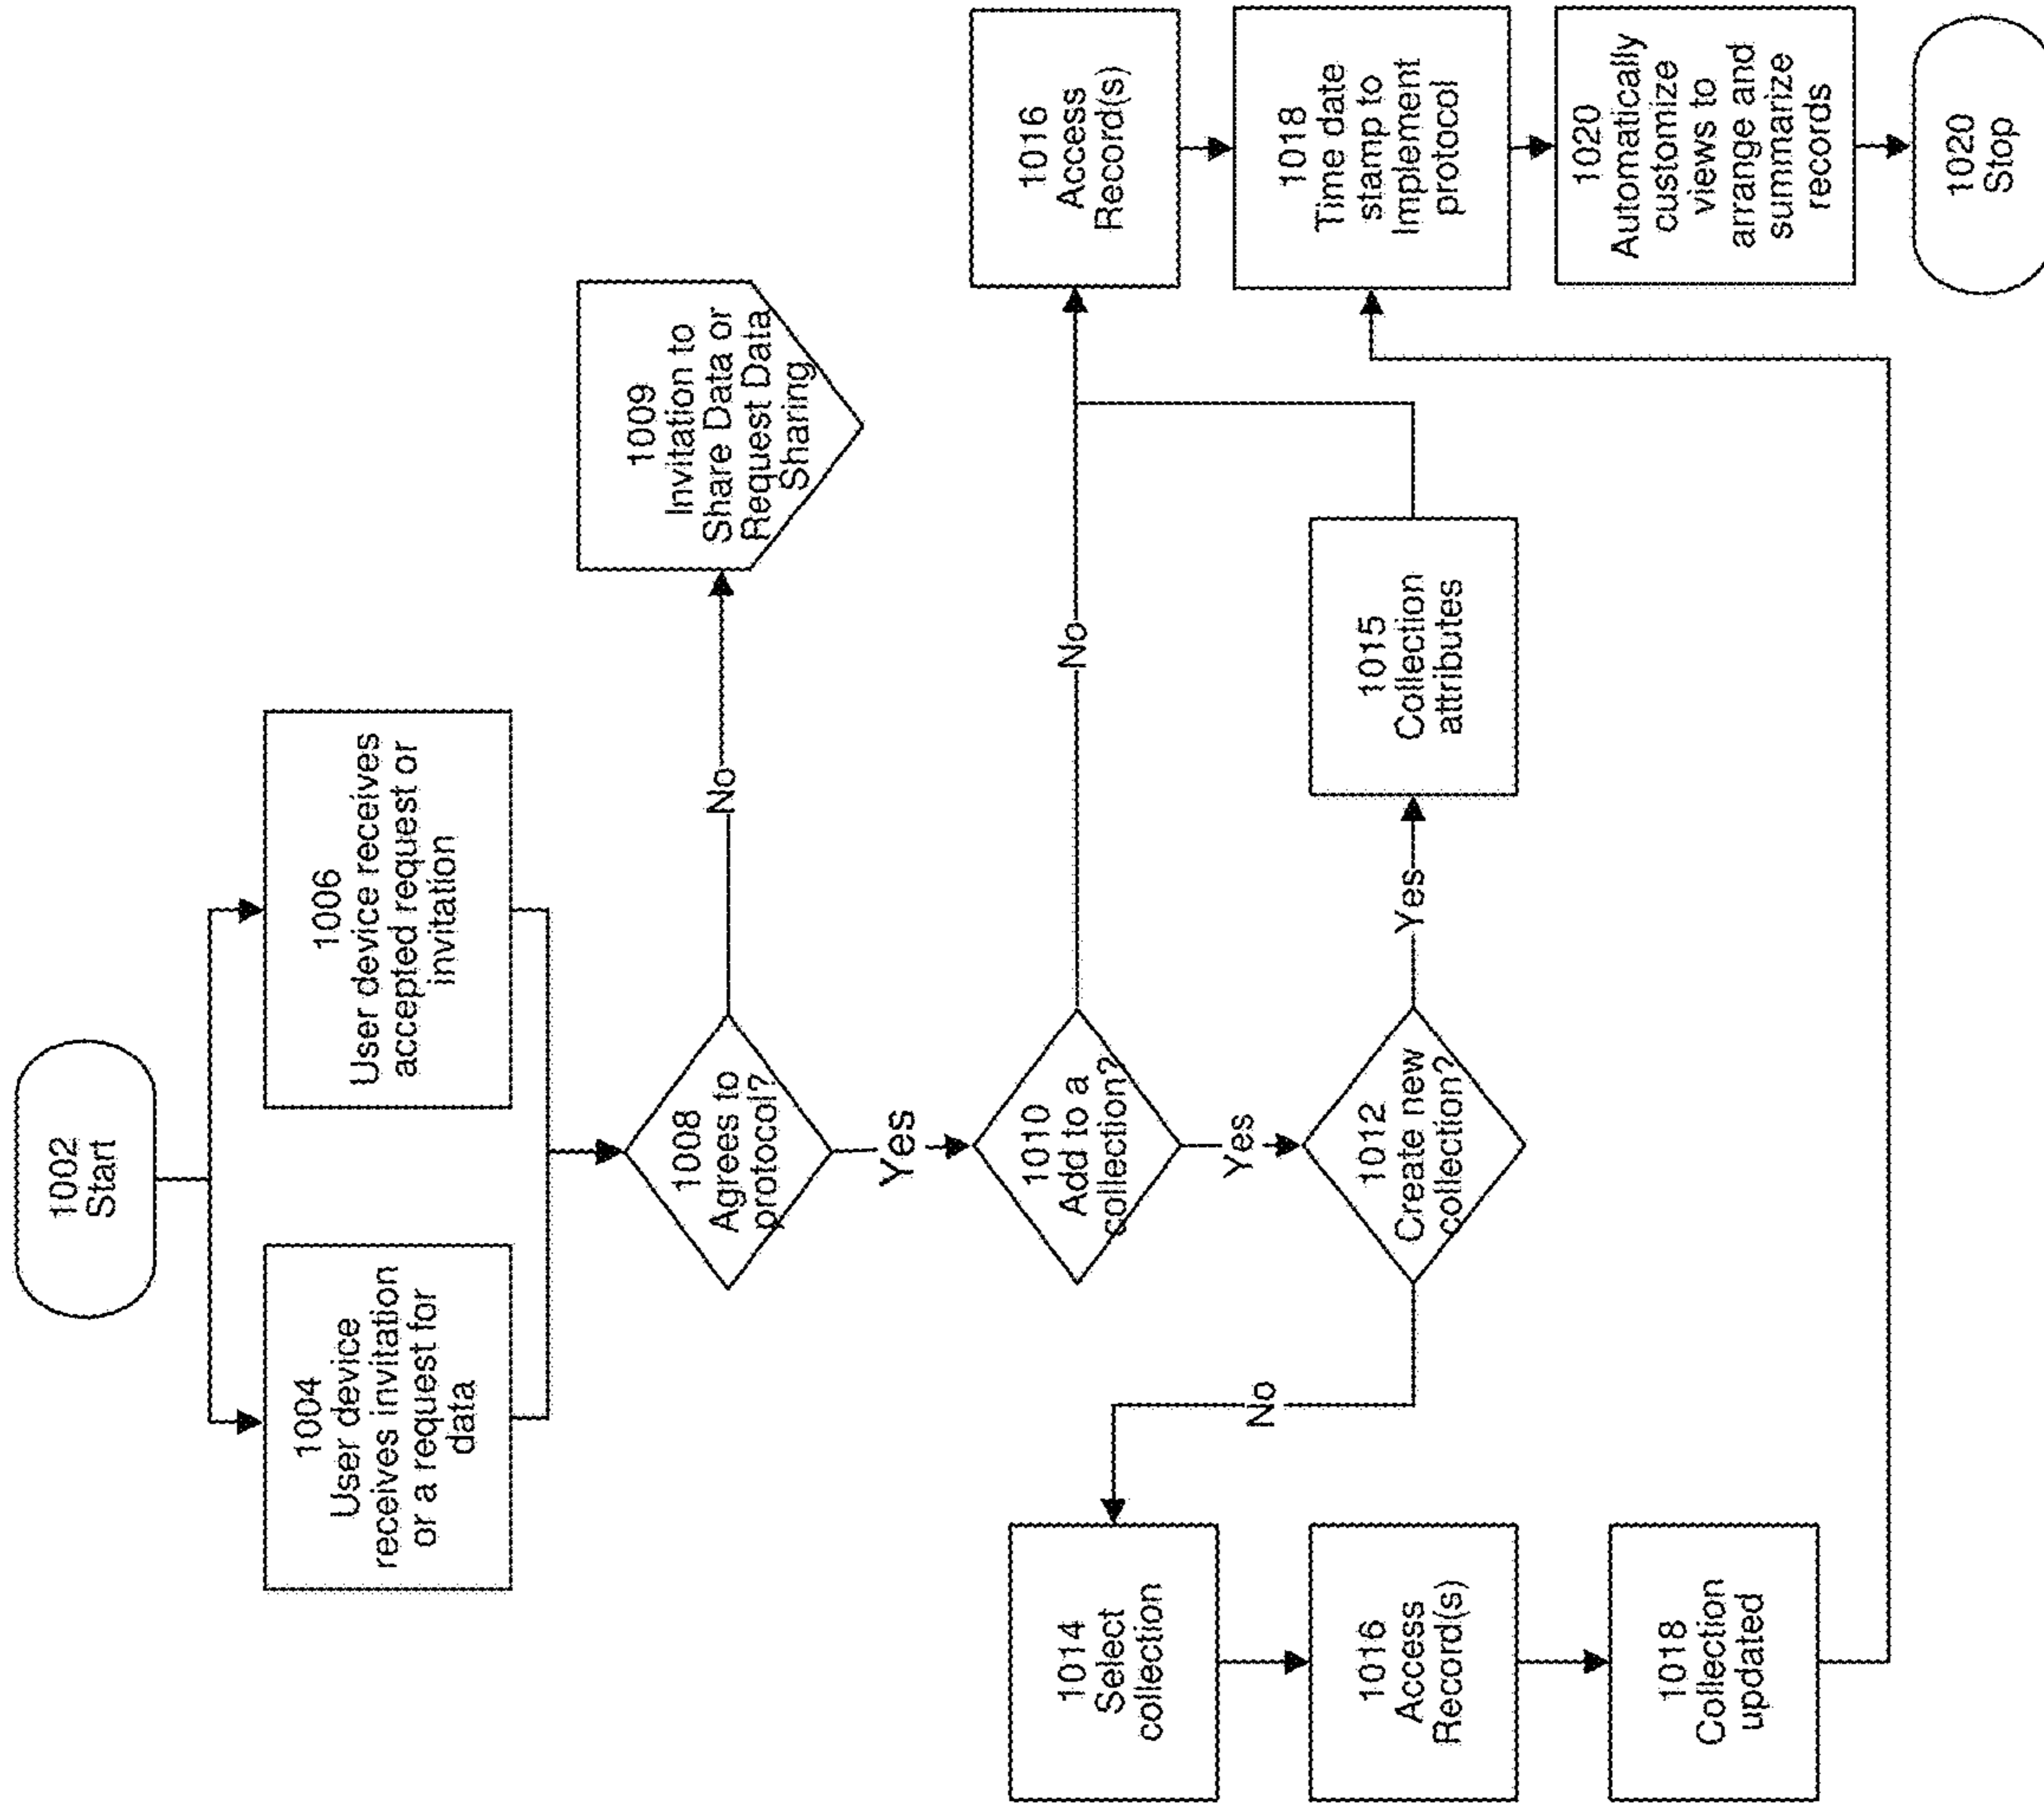 1002
Start
1004
User device
receives invitation
or a request for
data
1006
User device receives
accepted request or
invitation
1008
Agrees to
protocol?
No
1009
Invitation to
Share Data or
Request Data
Sharing
Yes
1010
Add to a
collection?
No
Yes
1012
Create new
collection?
Yes
1015
Collection
attributes
No
1014
Select
collection
1016
Access
Record(s)
1018
Collection
updated
1016
Access
Record(s)
1018
Time date
stamp to
Implement
protocol
1020
Automatically
customize
views to
arrange and
summarize
records
1020
Stop